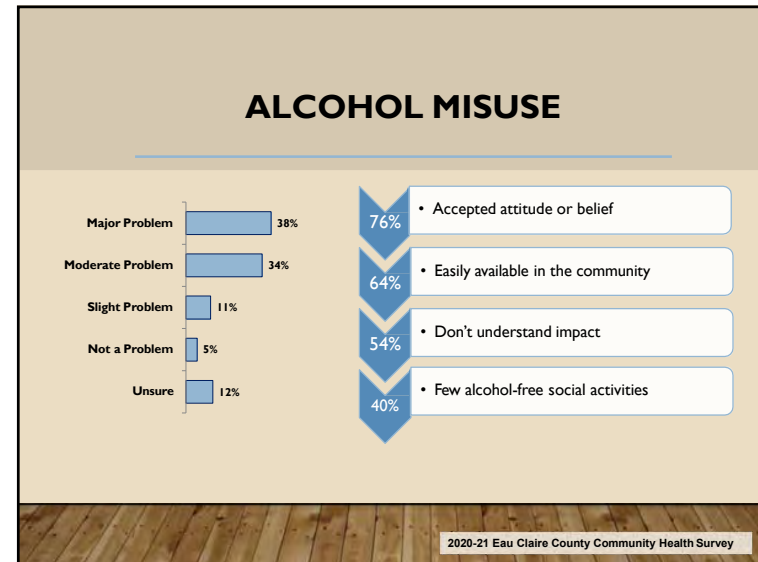 ALCOHOL MISUSE
Major Problem 38%
Moderate Problem 34%
Slight Problem 11%
Not a Problem 5%
Unsure 12%
76% • Accepted attitude or belief
64% • Easily available in the community
54% • Don’t understand impact
40% • Few alcohol-free social activities
2020-21 Eau Claire County Community Health Survey